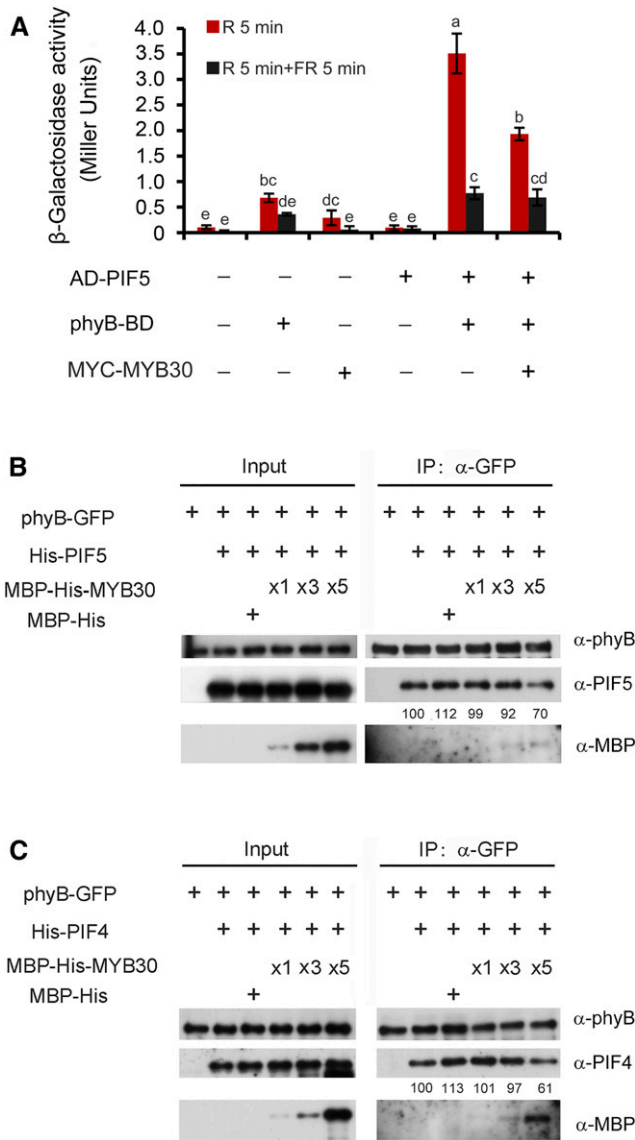 A
β-Galactosidase activity
(Miller Units)
4.0
3.5
3.0
2.5
2.0
1.5
1.0
0.5
0
R 5 min
R 5 min+FR 5 min
e e bc de dc e e e a c b cd
AD-PIF5 – – – + + +
phyB-BD – + – – + +
MYC-MYB30 – – + – – +
B
Input IP: α-GFP
phyB-GFP + + + + + + + + + + + +
His-PIF5 + + + + + + + + + +
MBP-His-MYB30 x1 x3 x5 x1 x3 x5
MBP-His + +
α-phyB
α-PIF5
100 112 99 92 70
α-MBP
C
Input IP: α-GFP
phyB-GFP + + + + + + + + + + + +
His-PIF4 + + + + + + + + + +
MBP-His-MYB30 x1 x3 x5 x1 x3 x5
MBP-His + +
α-phyB
α-PIF4
100 113 101 97 61
α-MBP